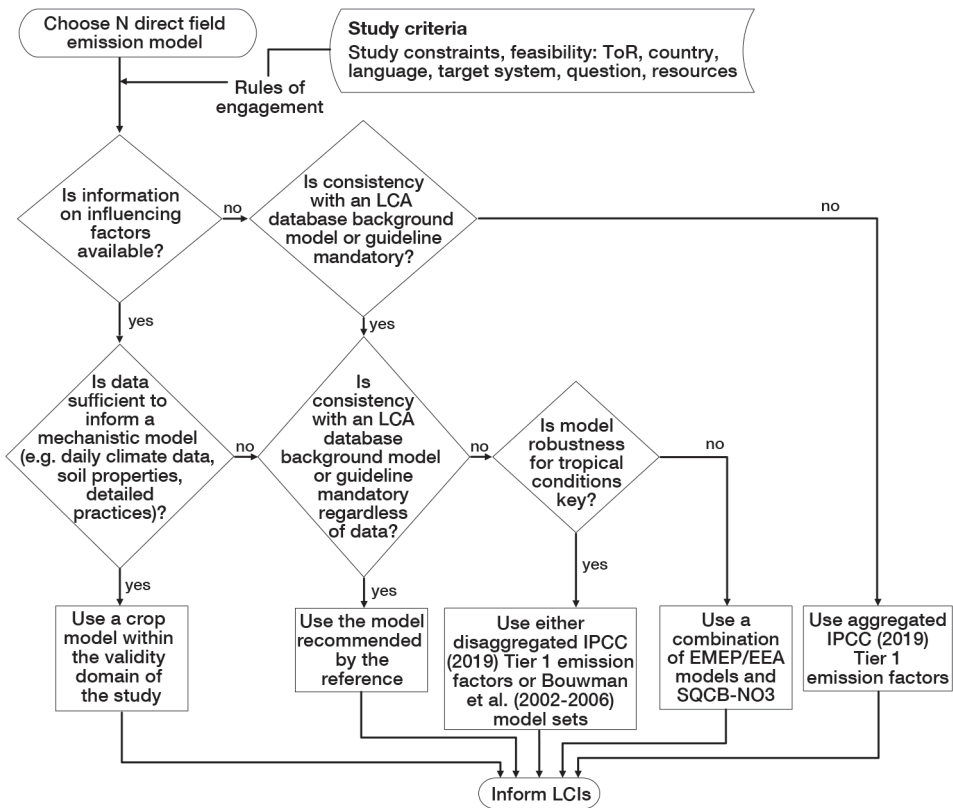 Choose N direct field
emission model
Study criteria
Study constraints, feasibility: ToR, country,
language, target system, question, resources
Rules of
engagement
Is information
on influencing
factors
available?
no
Is consistency
with an LCA
database background
model or guideline
mandatory?
no
yes
yes
Is data
sufficient to
inform a
mechanistic model
(e.g. daily climate data,
soil properties,
detailed
practices)?
no
Is
consistency
with an LCA
database
background model
or guideline
mandatory
regardless
of data?
no
Is model
robustness
for tropical
conditions
key?
no
yes
yes
yes
Use a crop
model within
the validity
domain of
the study
Use the model
recommended
by the
reference
Use either
disaggregated IPCC
(2019) Tier 1 emission
factors or Bouwman
et al. (2002-2006)
model sets
Use a
combination
of EMEP/EEA
models and
SQCB-NO3
Use aggregated
IPCC (2019)
Tier 1
emission factors
Inform LCIs